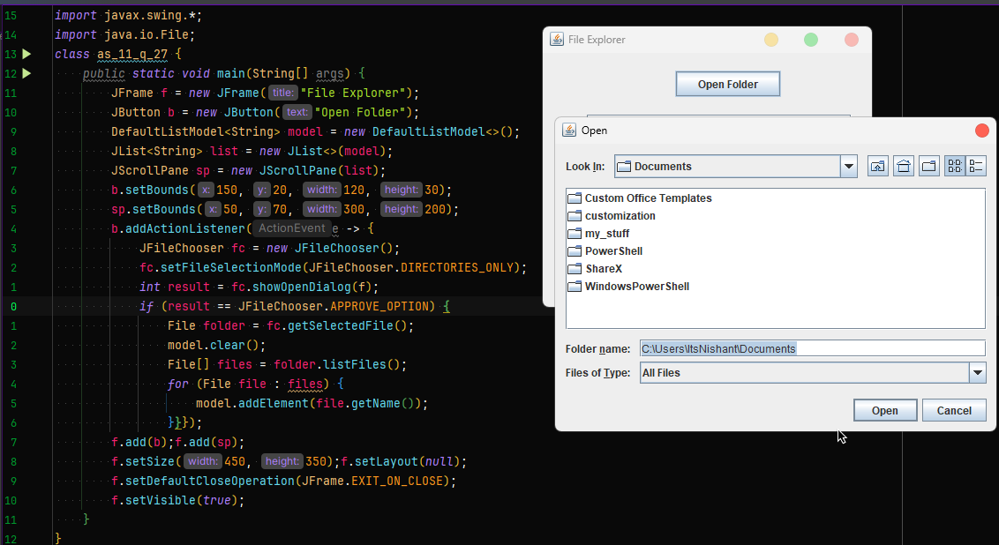 15 import javax.swing.*;
14 import java.io.File;
13 class as_11_q_27 {
12 public static void main(String[] args) {
11 JFrame f = new JFrame( title: "File Explorer");
10 JButton b = new JButton( text: "Open Folder");
9 DefaultListModel<String> model = new DefaultListModel<>();
8 JList<String> list = new JList<>(model);
7 JScrollPane sp = new JScrollPane(list);
6 b.setBounds( x: 150, y: 20, width: 120, height: 30);
5 sp.setBounds( x: 50, y: 70, width: 300, height: 200);
4 b.addActionListener( ActionEvent e -> {
3 JFileChooser fc = new JFileChooser();
2 fc.setFileSelectionMode(JFileChooser.DIRECTORIES_ONLY);
1 int result = fc.showOpenDialog(f);
0 if (result == JFileChooser.APPROVE_OPTION) {
1 File folder = fc.getSelectedFile();
2 model.clear();
3 File[] files = folder.listFiles();
4 for (File file : files) {
5 model.addElement(file.getName());
6 }}});
7 f.add(b);f.add(sp);
8 f.setSize( width: 450, height: 350);f.setLayout(null);
9 f.setDefaultCloseOperation(JFrame.EXIT_ON_CLOSE);
10 f.setVisible(true);
11 }
12 }
File Explorer
Open Folder
Open
Look In: Documents
Custom Office Templates
customization
my_stuff
PowerShell
ShareX
WindowsPowerShell
Folder name: C:\Users\ItsNishant\Documents
Files of Type: All Files
Open Cancel